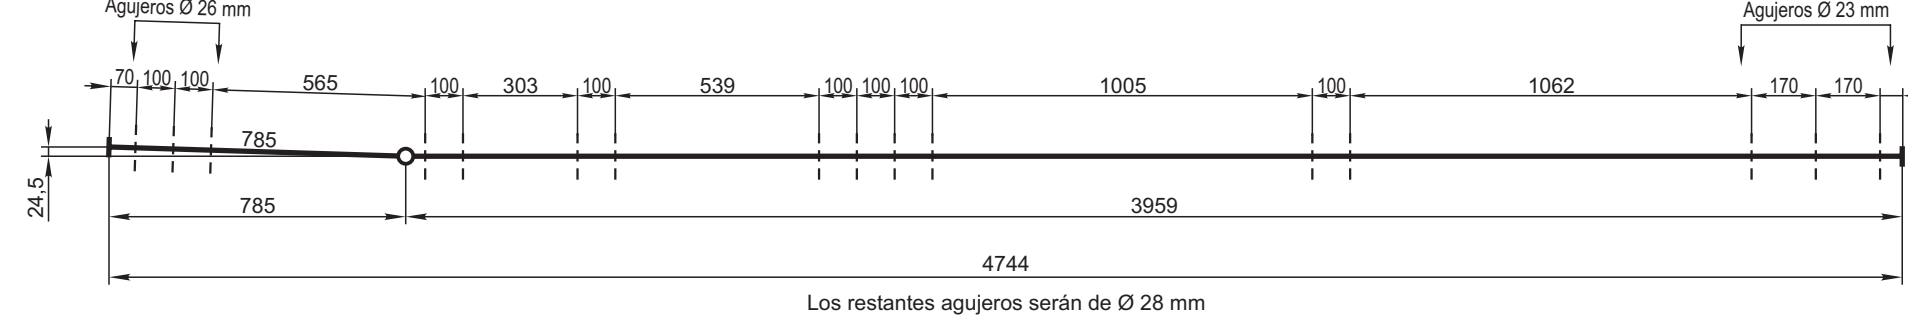 Agujeros Ø 26 mm
Agujeros Ø 23 mm
70 100 100 565 100 303 100 539 100 100 100 1005 100 1062 170 170
785
24,5
785 3959
4744
Los restantes agujeros serán de Ø 28 mm